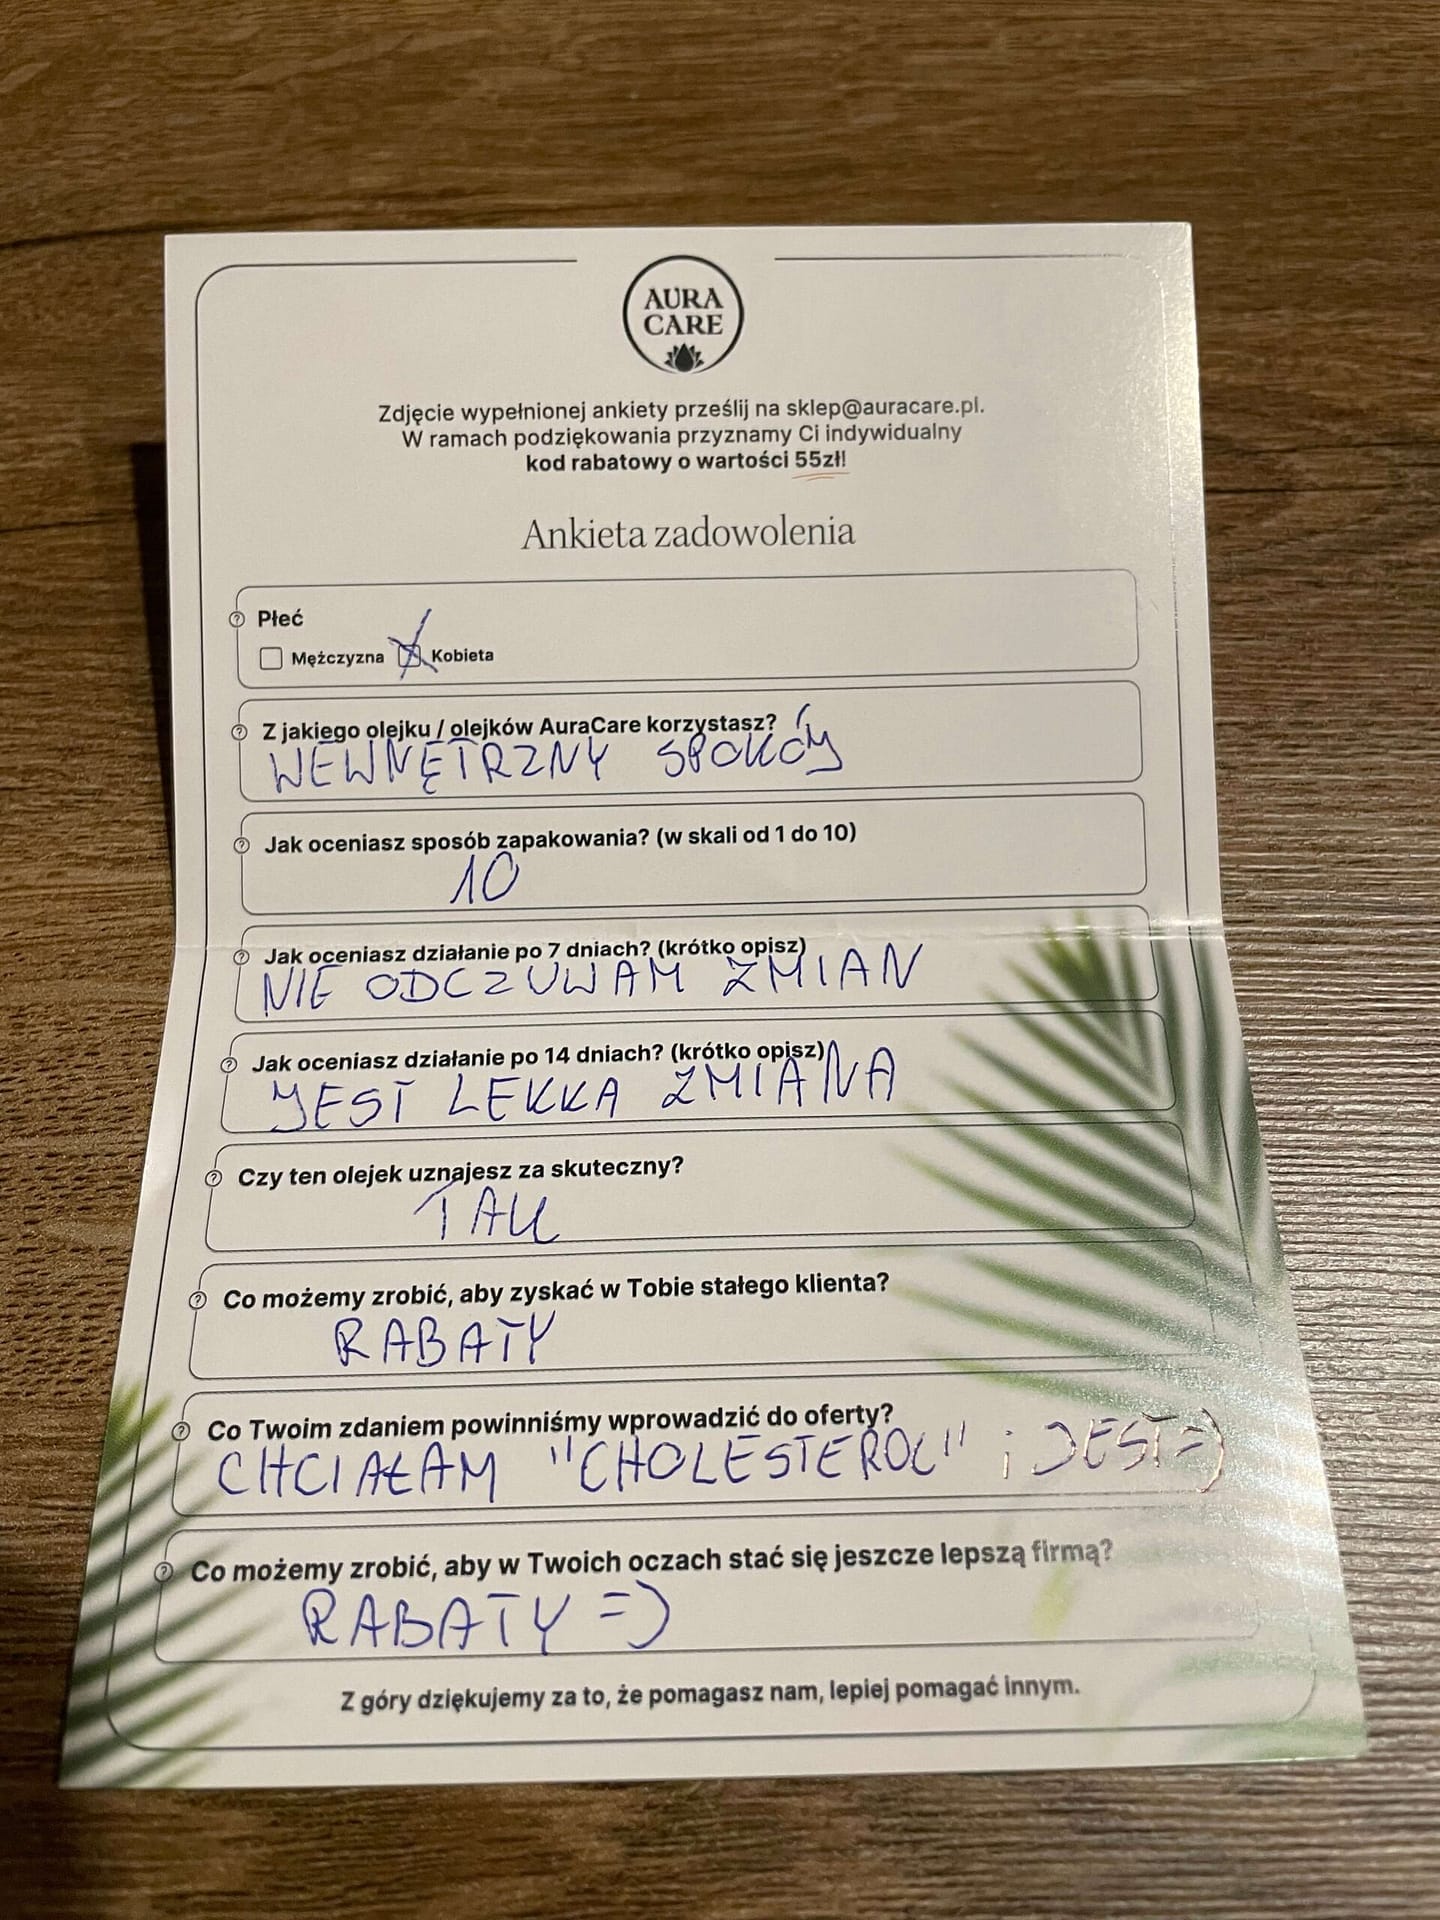 AURA
CARE
Zdjęcie wypełnionej ankiety prześlij na sklep@auracare.pl.
W ramach podziękowania przyznamy Ci indywidualny
kod rabatowy o wartości 55zł!
Ankieta zadowolenia
Płeć
Mężczyzna Kobieta
Z jakiego olejku / olejków AuraCare korzystasz?
WEWNĘTRZNY SPOKÓJ
Jak oceniasz sposób zapakowania? (w skali od 1 do 10)
10
Jak oceniasz działanie po 7 dniach? (krótko opisz)
NIE ODCZUWAM ZMIAN
Jak oceniasz działanie po 14 dniach? (krótko opisz)
JEST LEKKA ZMIANA
Czy ten olejek uznajesz za skuteczny?
TAK
Co możemy zrobić, aby zyskać w Tobie stałego klienta?
RABATY
Co Twoim zdaniem powinniśmy wprowadzić do oferty?
CHCIAŁAM "CHOLESTEROL" i JEST =)
Co możemy zrobić, aby w Twoich oczach stać się jeszcze lepszą firmą?
RABATY =)
Z góry dziękujemy za to, że pomagasz nam, lepiej pomagać innym.